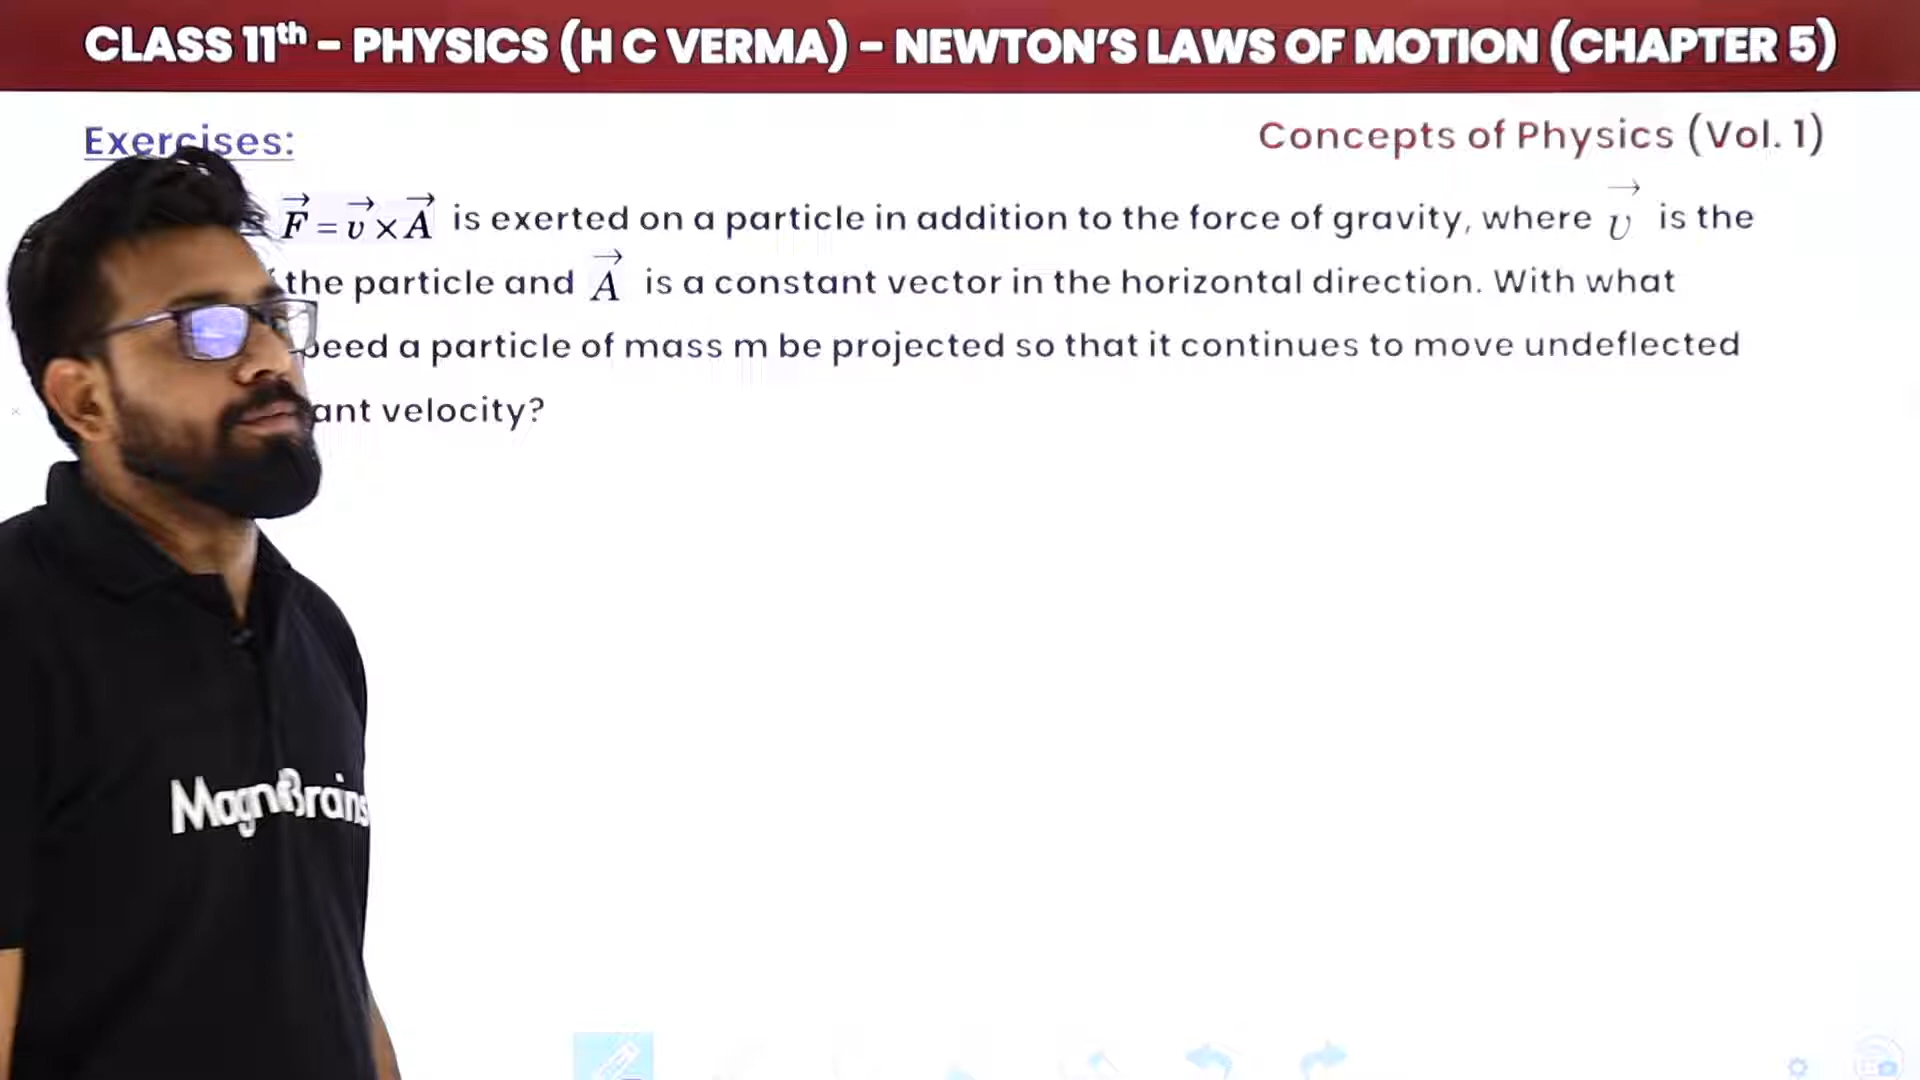 CLASS 11th – PHYSICS (H C VERMA) – NEWTON'S LAWS OF MOTION (CHAPTER 5)
Exercises:
Concepts of Physics (Vol. 1)
F⃗ = v⃗ × A⃗ is exerted on a particle in addition to the force of gravity, where v⃗ is the
the particle and A⃗ is a constant vector in the horizontal direction. With what
peed a particle of mass m be projected so that it continues to move undeflected
ant velocity?
MagnetBrains